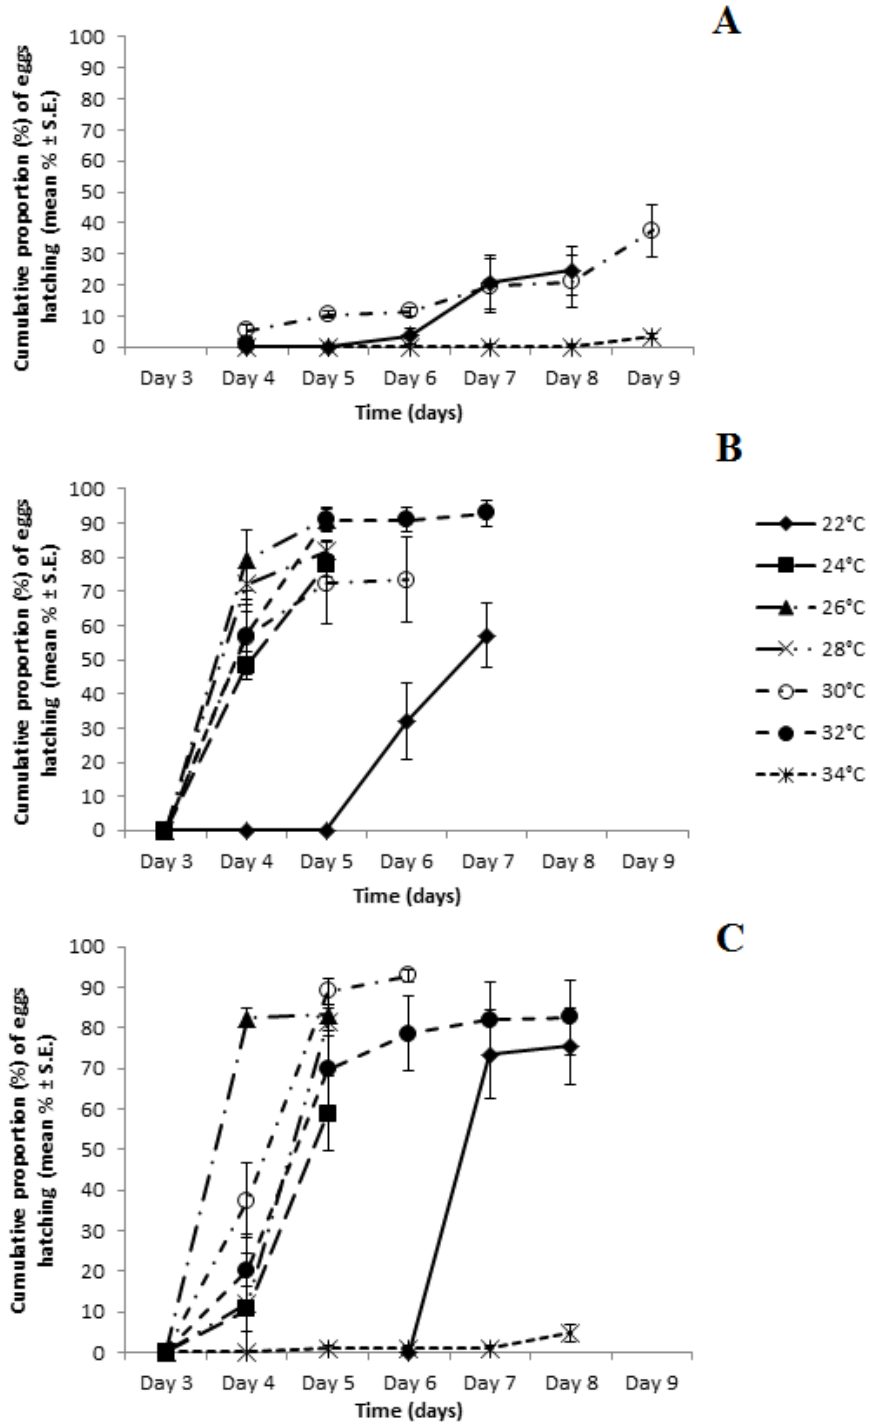 A
Cumulative proportion (%) of eggs
hatching (mean % ± S.E.)
100
90
80
70
60
50
40
30
20
10
0
Day 3 Day 4 Day 5 Day 6 Day 7 Day 8 Day 9
Time (days)
B
Cumulative proportion (%) of eggs
hatching (mean % ± S.E.)
100
90
80
70
60
50
40
30
20
10
0
Day 3 Day 4 Day 5 Day 6 Day 7 Day 8 Day 9
Time (days)
22°C
24°C
26°C
28°C
30°C
32°C
34°C
C
Cumulative proportion (%) of eggs
hatching (mean % ± S.E.)
100
90
80
70
60
50
40
30
20
10
0
Day 3 Day 4 Day 5 Day 6 Day 7 Day 8 Day 9
Time (days)